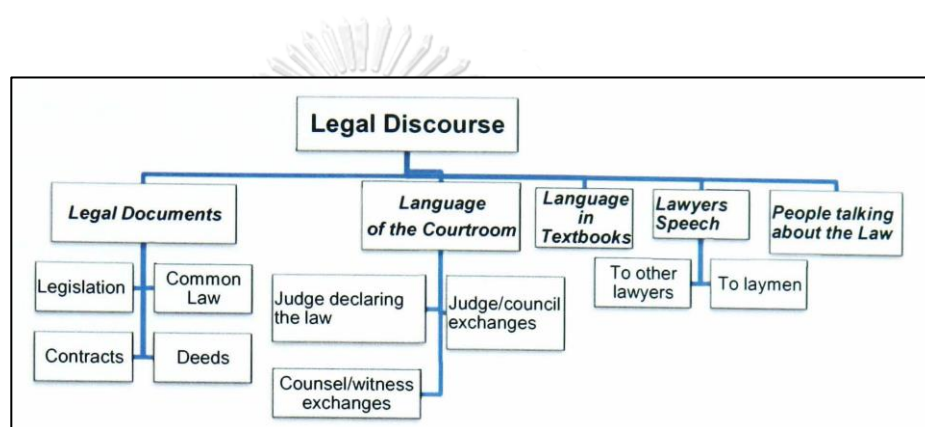 Legal Discourse
Legal Documents
Language
of the Courtroom
Language
in
Textbooks
Lawyers
Speech
People talking
about the Law
Legislation
Common
Law
Contracts
Deeds
Judge declaring
the law
Judge/council
exchanges
Counsel/witness
exchanges
To other
lawyers
To laymen